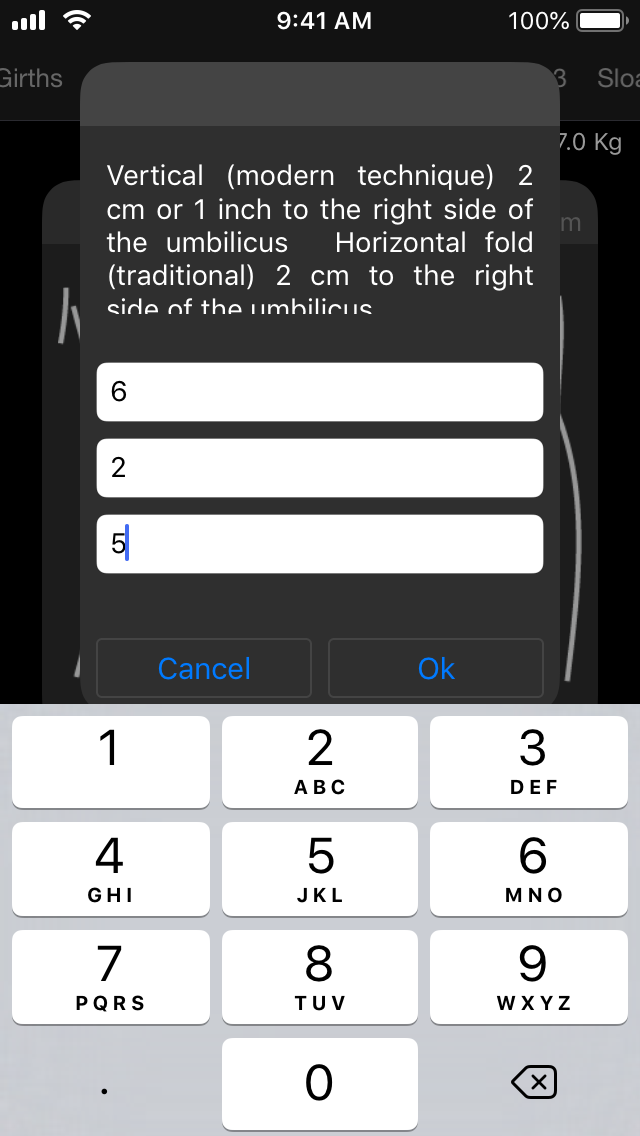 9:41 AM 100%
Girths 3
7.0 Kg
m
Vertical (modern technique) 2
cm or 1 inch to the right side of
the umbilicus Horizontal fold
(traditional) 2 cm to the right
side of the umbilicus
6
2
5
Cancel Ok
1 2 3
ABC DEF
4 5 6
GHI JKL MNO
7 8 9
PQRS TUV WXYZ
. 0